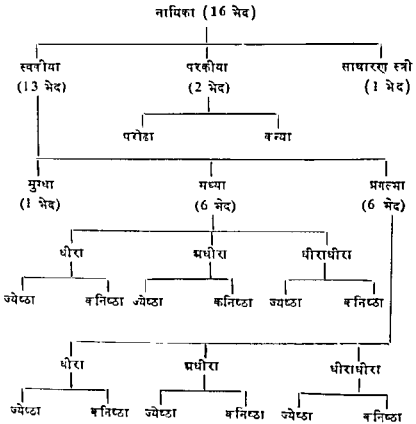 नायिका (16 भेद)
स्वकीया परकीया साधारण स्त्री
(13 भेद) (2 भेद) (1 भेद)
परोढा कन्या
मुग्धा मध्या प्रगल्भा
(1 भेद) (6 भेद) (6 भेद)
धीरा अधीरा धीराधीरा
ज्येष्ठा कनिष्ठा ज्येष्ठा कनिष्ठा ज्येष्ठा कनिष्ठा
धीरा अधीरा धीराधीरा
ज्येष्ठा कनिष्ठा ज्येष्ठा कनिष्ठा ज्येष्ठा कनिष्ठा